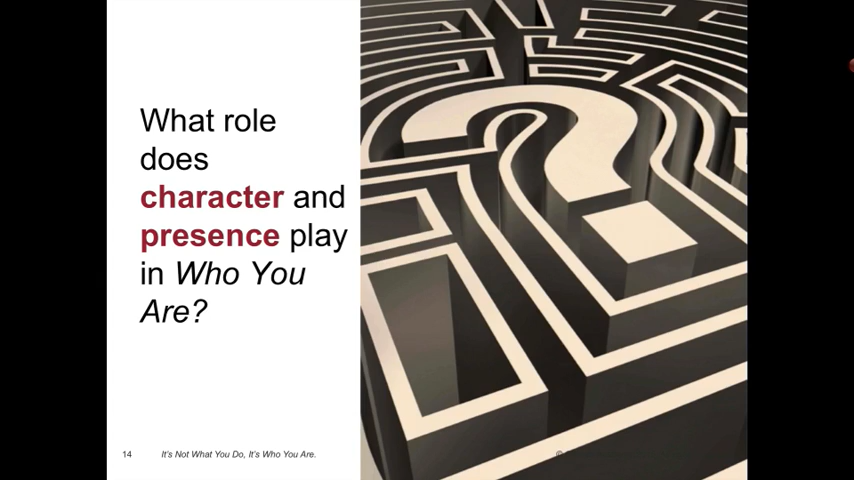 What role
does
character and
presence play
in Who You
Are?
14 It's Not What You Do, It's Who You Are.
©